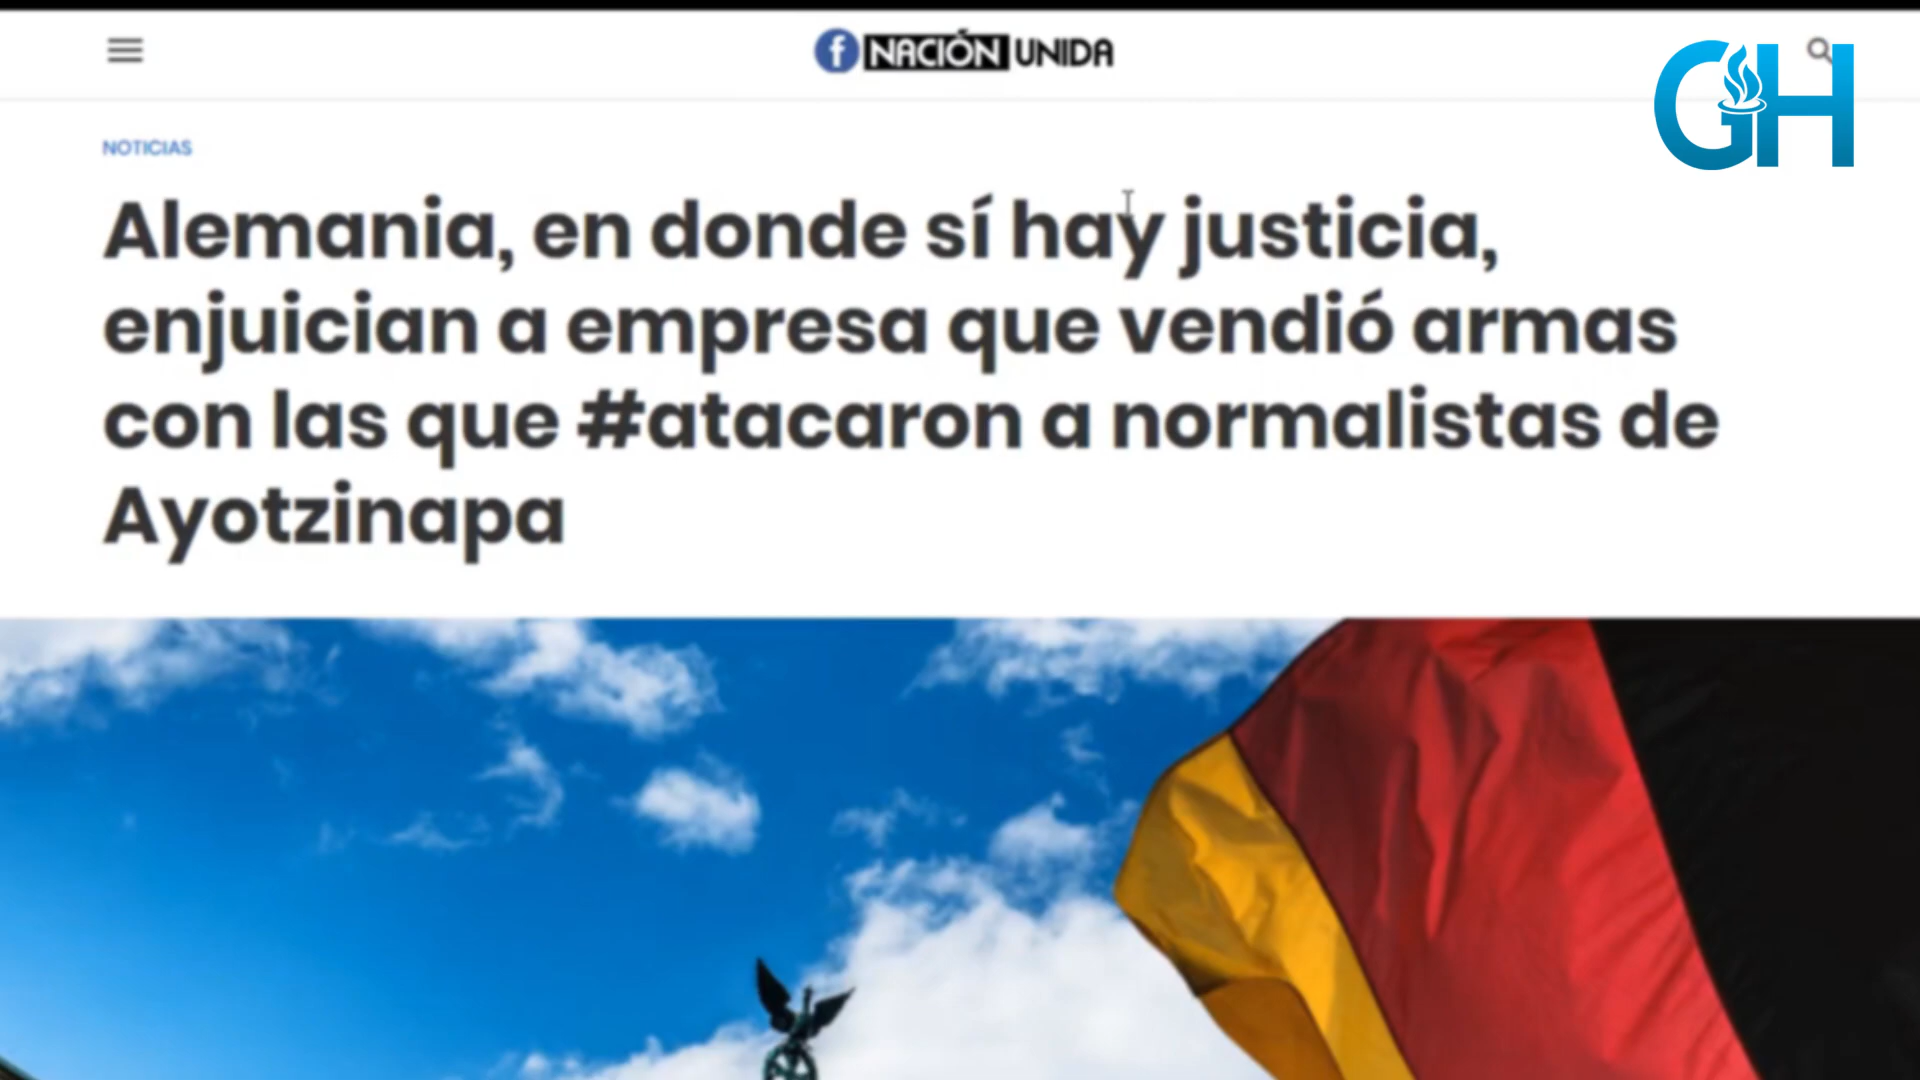 f NACIÓN UNIDA
GH
NOTICIAS
Alemania, en donde sí hay justicia,
enjuician a empresa que vendió armas
con las que #atacaron a normalistas de
Ayotzinapa